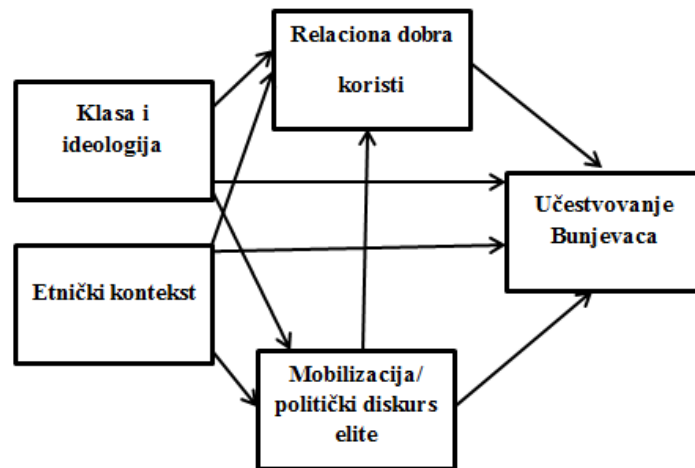 Relaciona dobra
koristi
Klasa i
ideologija
Učestvovanje
Bunjevaca
Etnički kontekst
Mobilizacija/
politički diskurs
elite